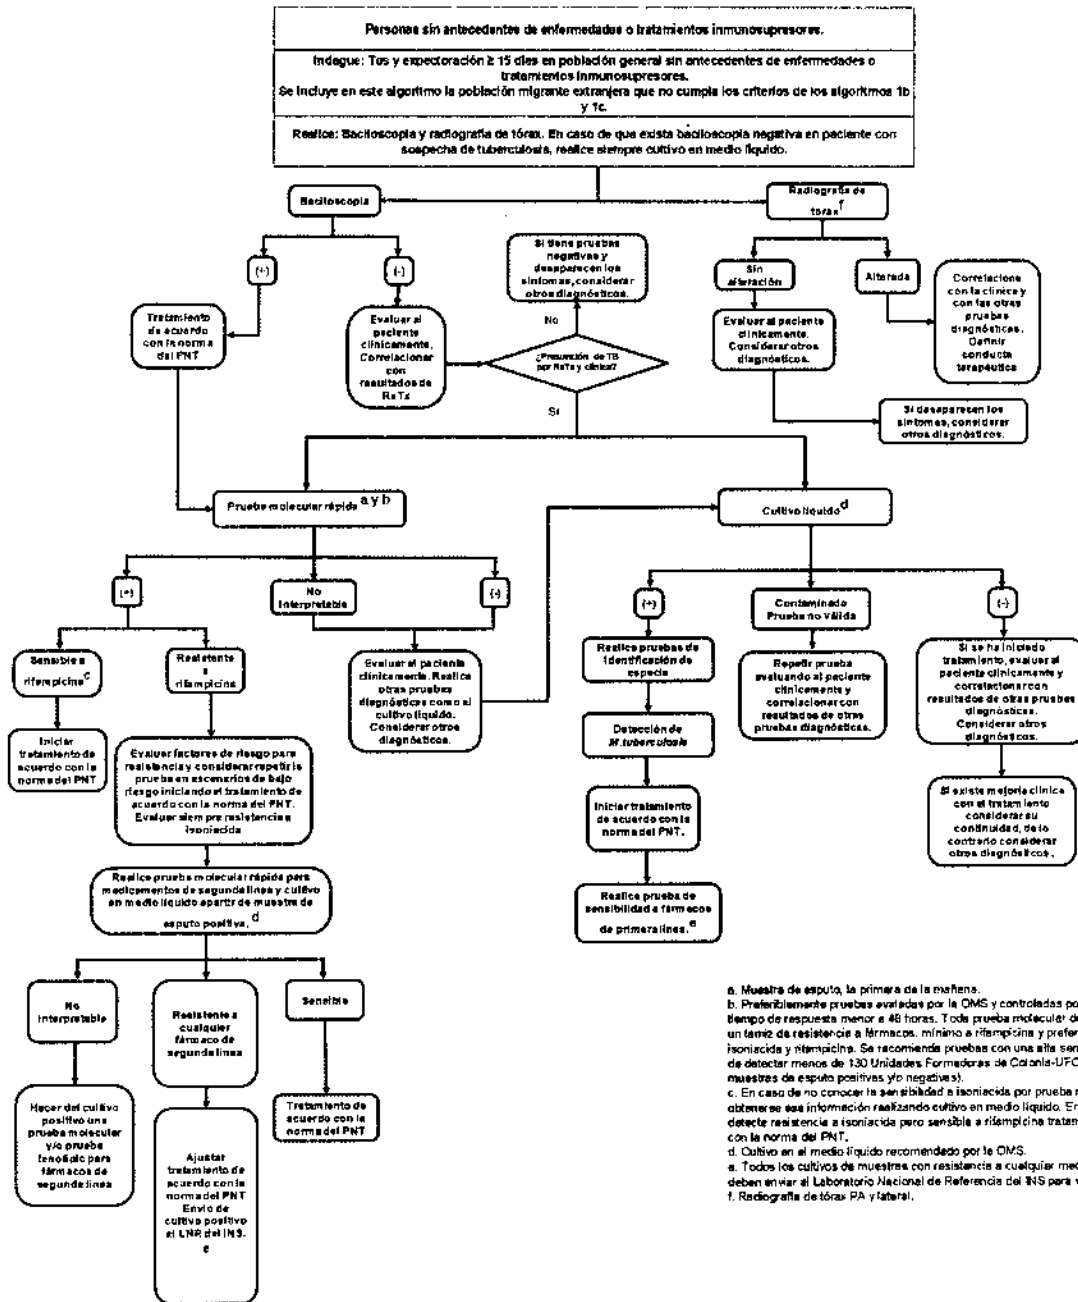 Personas sin antecedentes de enfermedades o tratamientos inmunosupresores.
Indague: Tos y expectoración ≥ 15 días en población general sin antecedentes de enfermedades o
tratamientos inmunosupresores.
Se incluye en este algoritmo la población migrante extranjera que no cumpla los criterios de los algoritmos 1b
y 1c.
Realice: Baciloscopia y radiografía de tórax. En caso de que exista baciloscopia negativa en paciente con
sospecha de tuberculosis, realice siempre cultivo en medio líquido.
Baciloscopia
Radiografía de
torax f
(+)
(-)
Si tiene pruebas
negativas y
desaparecen los
síntomas, considerar
otros diagnósticos.
Sin
alteración
Alterada
Tratamiento
de acuerdo
con la norma
del PNT
Evaluar al
paciente
clínicamente,
Correlacionar
con
resultados de
RxTx
No
¿Presunción de TB
por RxTx y clínica?
Si
Evaluar al paciente
clínicamente.
Considerar otros
diagnósticos.
Correlacione
con la clínica y
con las otras
pruebas
diagnósticas.
Definir
conducta
terapéutica
Si desaparecen los
síntomas, considerar
otros diagnósticos.
Prueba molecular rápida a y b
Cultivo líquido d
(+)
No
Interpretable
(-)
(+)
Contaminado
Prueba no válida
(-)
Sensible a
rifampicina c
Resistente
a
rifampicina
Evaluar el paciente
clínicamente. Realice
otras pruebas
diagnósticas como el
cultivo líquido.
Considerar otros
diagnósticos.
Realice pruebas de
identificación de
especie
Repetir prueba
evaluando al paciente
clínicamente y
correlacionar con
resultados de otras
pruebas diagnósticas.
Si se ha iniciado
tratamiento, evaluar al
paciente clínicamente y
correlacionar con
resultados de otras pruebas
diagnósticas.
Considerar otros
diagnósticos.
Iniciar
tratamiento de
acuerdo con la
norma del PNT
Evaluar factores de riesgo para
resistencia y considerar repetir la
prueba en escenarios de bajo
riesgo iniciando el tratamiento de
acuerdo con la norma del PNT.
Evaluar siempre resistencia a
isoniacida
Detección de
M. tuberculosis
Iniciar tratamiento
de acuerdo con la
norma del PNT.
Si existe mejoría clínica
con el tratamiento
considerar su
continuidad, de lo
contrario considerar
otros diagnósticos.
Realice prueba molecular rápida para
medicamentos de segunda línea y cultivo
en medio líquido a partir de muestra de
esputo positiva. d
Realice prueba de
sensibilidad a fármacos
de primera línea. e
No
Interpretable
Resistente a
cualquier
fármaco de
segunda línea
Sensible
Hacer del cultivo
positivo una
prueba molecular
y/o prueba
fenotípic para
fármacos de
segunda línea
Ajustar
tratamiento de
acuerdo con la
norma del PNT
Envío de
cultivo positivo
al LNR del INS.
e
Tratamiento de
acuerdo con la
norma del PNT
a. Muestra de esputo, la primera de la mañana.
b. Preferiblemente pruebas avaladas por la OMS y controladas po
tiempo de respuesta menor a 48 horas. Toda prueba molecular de
un tamiz de resistencia a fármacos, mínimo a rifampicina y prefer
isoniacida y rifampicina. Se recomienda pruebas con una alta sen
de detectar menos de 130 Unidades Formadoras de Colonia-UFC
muestras de esputo positivas y/o negativas).
c. En caso de no conocer la sensibilidad a isoniacida por prueba
obtenerse esa información realizando cultivo en medio líquido. En
detecte resistencia a isoniacida pero sensible a rifampicina tratam
con la norma del PNT.
d. Cultivo en el medio líquido recomendado por la OMS.
e. Todos los cultivos de muestras con resistencia a cualquier med
deben enviar al Laboratorio Nacional de Referencia del INS para
f. Radiografía de tórax PA y lateral.